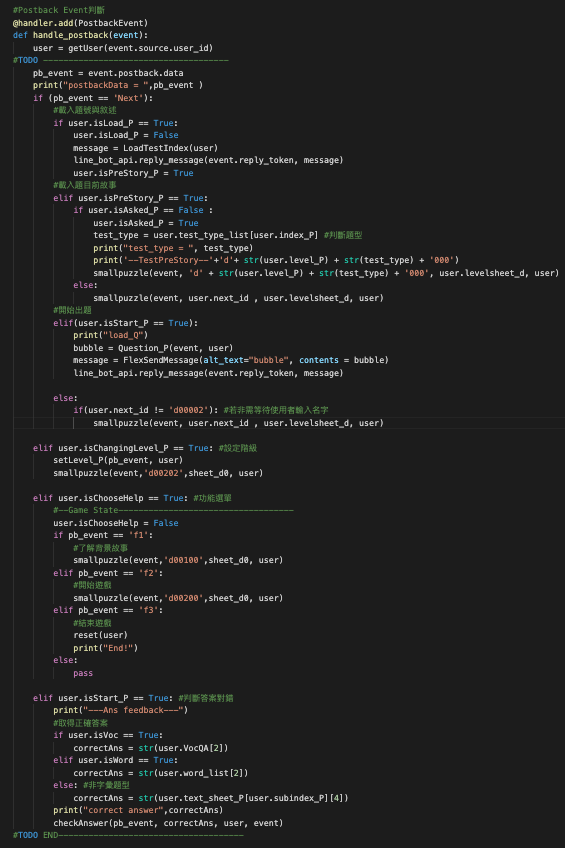 #Postback Event判斷
@handler.add(PostbackEvent)
def handle_postback(event):
    user = getUser(event.source.user_id)
#TODO -------------------------------------
    pb_event = event.postback.data
    print("postbackData = ",pb_event )
    if (pb_event == 'Next'):
        #載入題號與敘述
        if user.isLoad_P == True:
            user.isLoad_P = False
            message = LoadTestIndex(user)
            line_bot_api.reply_message(event.reply_token, message)
            user.isPreStory_P = True
        #載入題目前故事
        elif user.isPreStory_P == True:
            if user.isAsked_P == False :
                user.isAsked_P = True
                test_type = user.test_type_list[user.index_P] #判斷題型
                print("test_type = ", test_type)
                print('--TestPreStory--'+'d'+ str(user.level_P) + str(test_type) + '000')
                smallpuzzle(event, 'd' + str(user.level_P) + str(test_type) + '000', user.levelsheet_d, user)
            else:
                smallpuzzle(event, user.next_id , user.levelsheet_d, user)
        #開始出題
        elif(user.isStart_P == True):
            print("load_Q")
            bubble = Question_P(event, user)
            message = FlexSendMessage(alt_text="bubble", contents = bubble)
            line_bot_api.reply_message(event.reply_token, message)
        else:
            if(user.next_id != 'd00002'): #若非需等待使用者輸入名字
                smallpuzzle(event, user.next_id , user.levelsheet_d, user)
    elif user.isChangingLevel_P == True: #設定階級
        setLevel_P(pb_event, user)
        smallpuzzle(event,'d00202',sheet_d0, user)
    elif user.isChooseHelp == True: #功能選單
        #--Game State-----------------------------------
        user.isChooseHelp = False
        if pb_event == 'f1':
            #了解背景故事
            smallpuzzle(event,'d00100',sheet_d0, user)
        elif pb_event == 'f2':
            #開始遊戲
            smallpuzzle(event,'d00200',sheet_d0, user)
        elif pb_event == 'f3':
            #結束遊戲
            reset(user)
            print("End!")
        else:
            pass
    elif user.isStart_P == True: #判斷答案對錯
        print("---Ans feedback---")
        #取得正確答案
        if user.isVoc == True:
            correctAns = str(user.VocQA[2])
        elif user.isWord == True:
            correctAns = str(user.word_list[2])
        else: #非字彙題型
            correctAns = str(user.text_sheet_P[user.subindex_P][4])
        print("correct answer",correctAns)
        checkAnswer(pb_event, correctAns, user, event)
#TODO END-------------------------------------